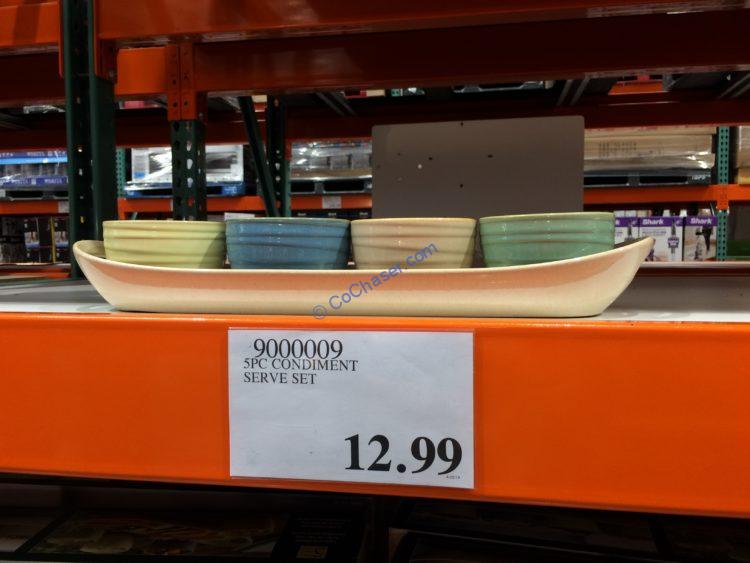 Shark
Shark
© CoChaser.com
9000009
5PC CONDIMENT
SERVE SET
12.99